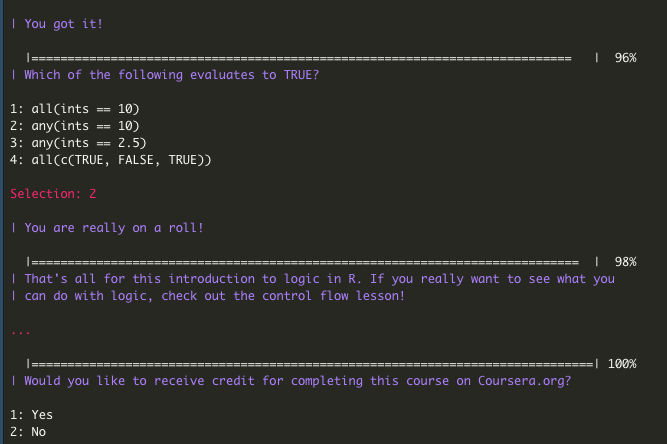 | You got it!
|=========================================================================== | 96%
| Which of the following evaluates to TRUE?
1: all(ints == 10)
2: any(ints == 10)
3: any(ints == 2.5)
4: all(c(TRUE, FALSE, TRUE))
Selection: 2
| You are really on a roll!
|============================================================================ | 98%
| That's all for this introduction to logic in R. If you really want to see what you
| can do with logic, check out the control flow lesson!
...
|==============================================================================| 100%
| Would you like to receive credit for completing this course on Coursera.org?
1: Yes
2: No